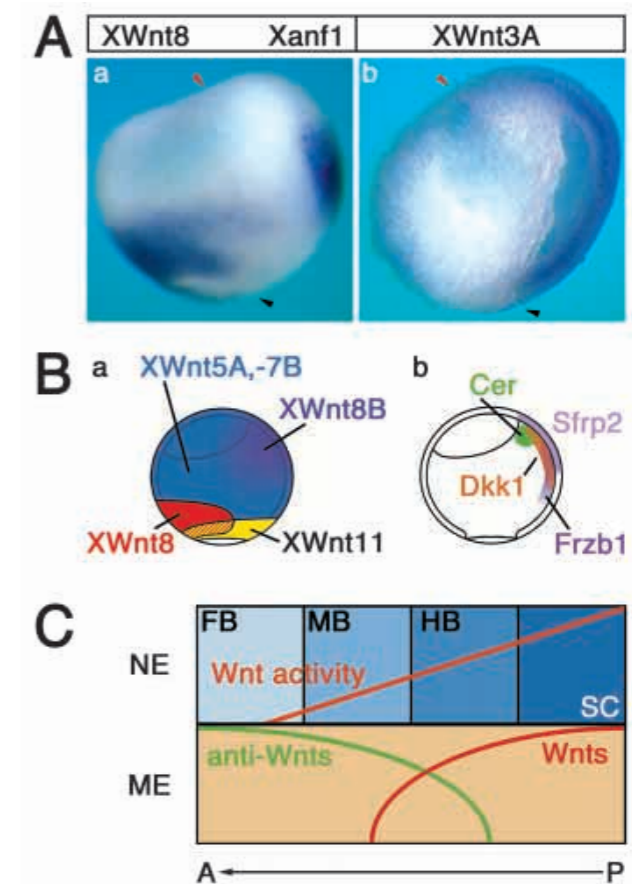 A
XWnt8 Xanf1 XWnt3A
a b
B a b
XWnt5A,-7B
XWnt8B
XWnt8
XWnt11
Cer
Sfrp2
Dkk1
Frzb1
C
FB MB HB
NE
Wnt activity
SC
anti-Wnts Wnts
ME
A P